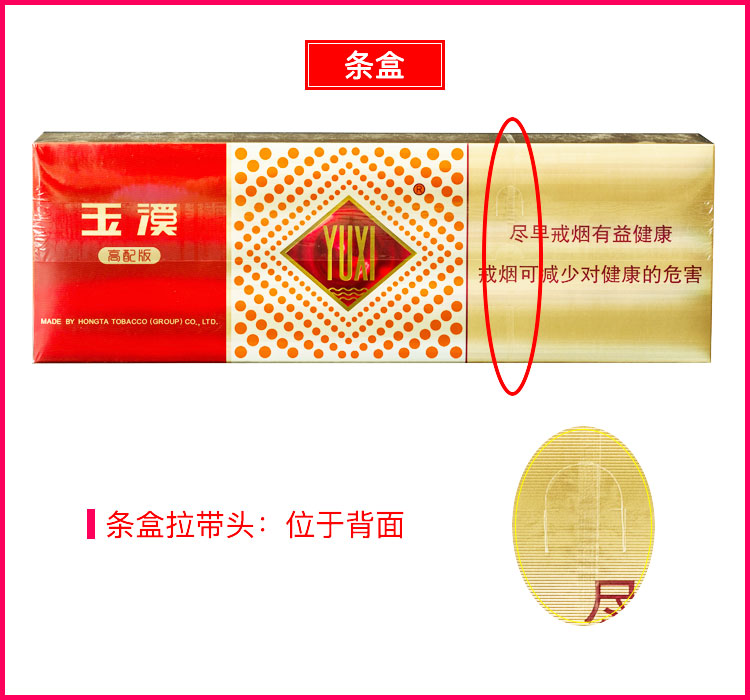 条盒
玉溪
高配版
MADE BY HONGTA TOBACCO (GROUP) CO., LTD.
YUXI
®
尽早戒烟有益健康
戒烟可减少对健康的危害
条盒拉带头：位于背面
尽